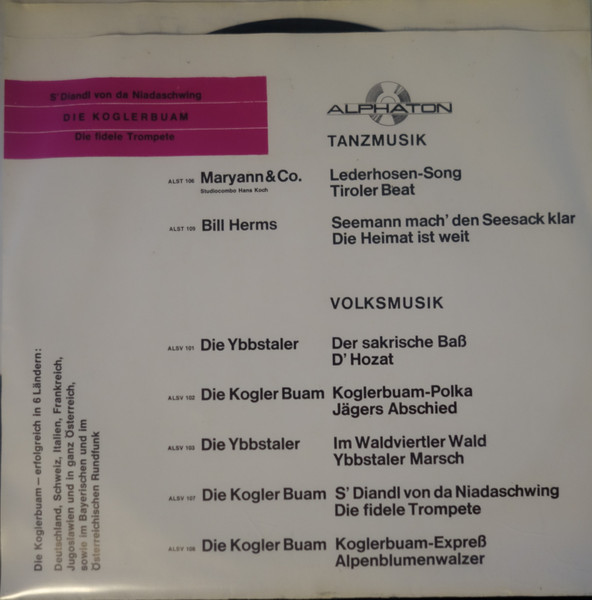 S'Diandl von da Niadaschwing
DIE KOGLERBUAM
Die fidele Trompete
ALPHATON
TANZMUSIK
ALST 106 Maryann & Co. Lederhosen-Song
Studiocombo Hans Koch Tiroler Beat
ALST 109 Bill Herms Seemann mach' den Seesack klar
Die Heimat ist weit
VOLKSMUSIK
ALSV 101 Die Ybbstaler Der sakrische Baß
D'Hozat
ALSV 102 Die Kogler Buam Koglerbuam-Polka
Jägers Abschied
ALSV 103 Die Ybbstaler Im Waldviertler Wald
Ybbstaler Marsch
ALSV 107 Die Kogler Buam S'Diandl von da Niadaschwing
Die fidele Trompete
ALSV 108 Die Kogler Buam Koglerbuam-Expreß
Alpenblumenwalzer
Die Koglerbuam – erfolgreich in 6 Ländern:
Deutschland, Schweiz, Italien, Frankreich,
Jugoslawien und in ganz Österreich,
sowie im Bayerischen und im
Österreichischen Rundfunk